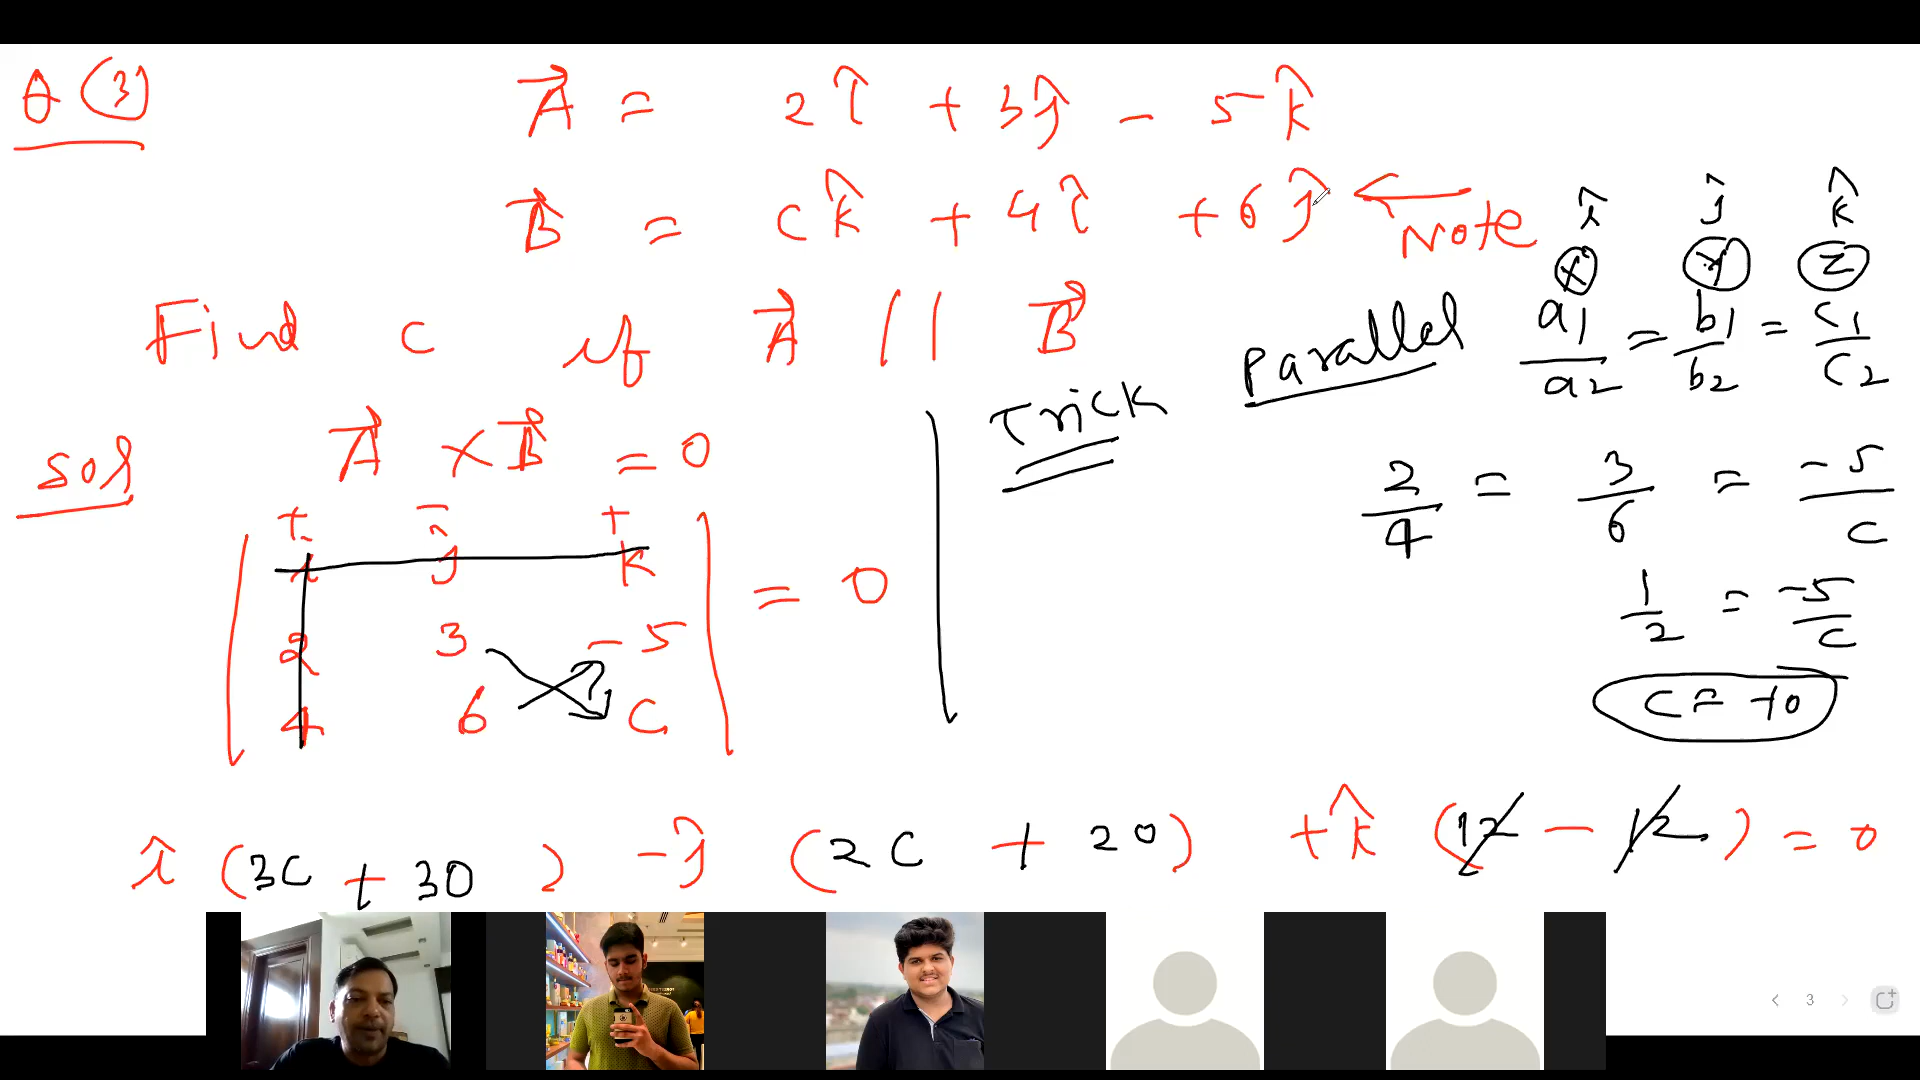 Q (3)
A⃗ = 2î + 3ĵ - 5k̂
B⃗ = ck̂ + 4î + 6ĵ ← Note
Find c if A⃗ || B⃗
Sol
A⃗ × B⃗ = 0
+ - +
i j k
2 3 -5
4 6 c
= 0
Trick
Parallel
î ĵ k̂
x y z
a1/a2 = b1/b2 = c1/c2
2/4 = 3/6 = -5/c
1/2 = -5/c
c = -10
î (3c + 30) - ĵ (2c + 20) + k̂ (12 - 12) = 0
3